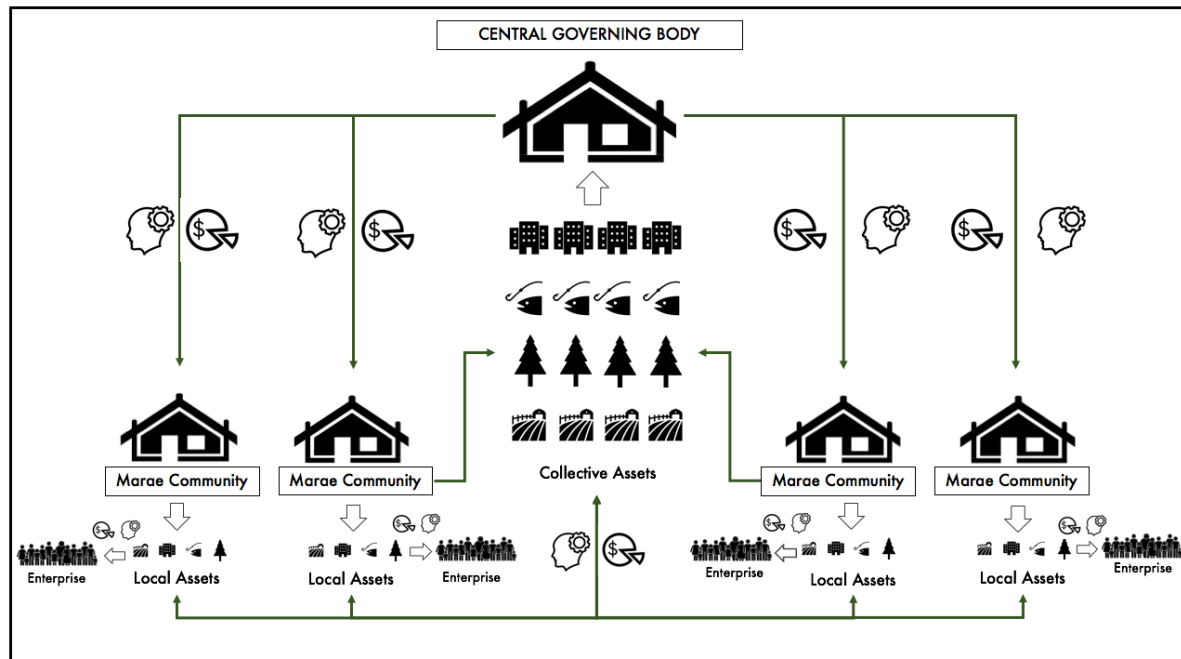 CENTRAL GOVERNING BODY
$
$
$
$
Marae Community
Marae Community
Collective Assets
Marae Community
Marae Community
$
$
$
$
$
Enterprise
Local Assets
Local Assets
Enterprise
Enterprise
Local Assets
Local Assets
Enterprise